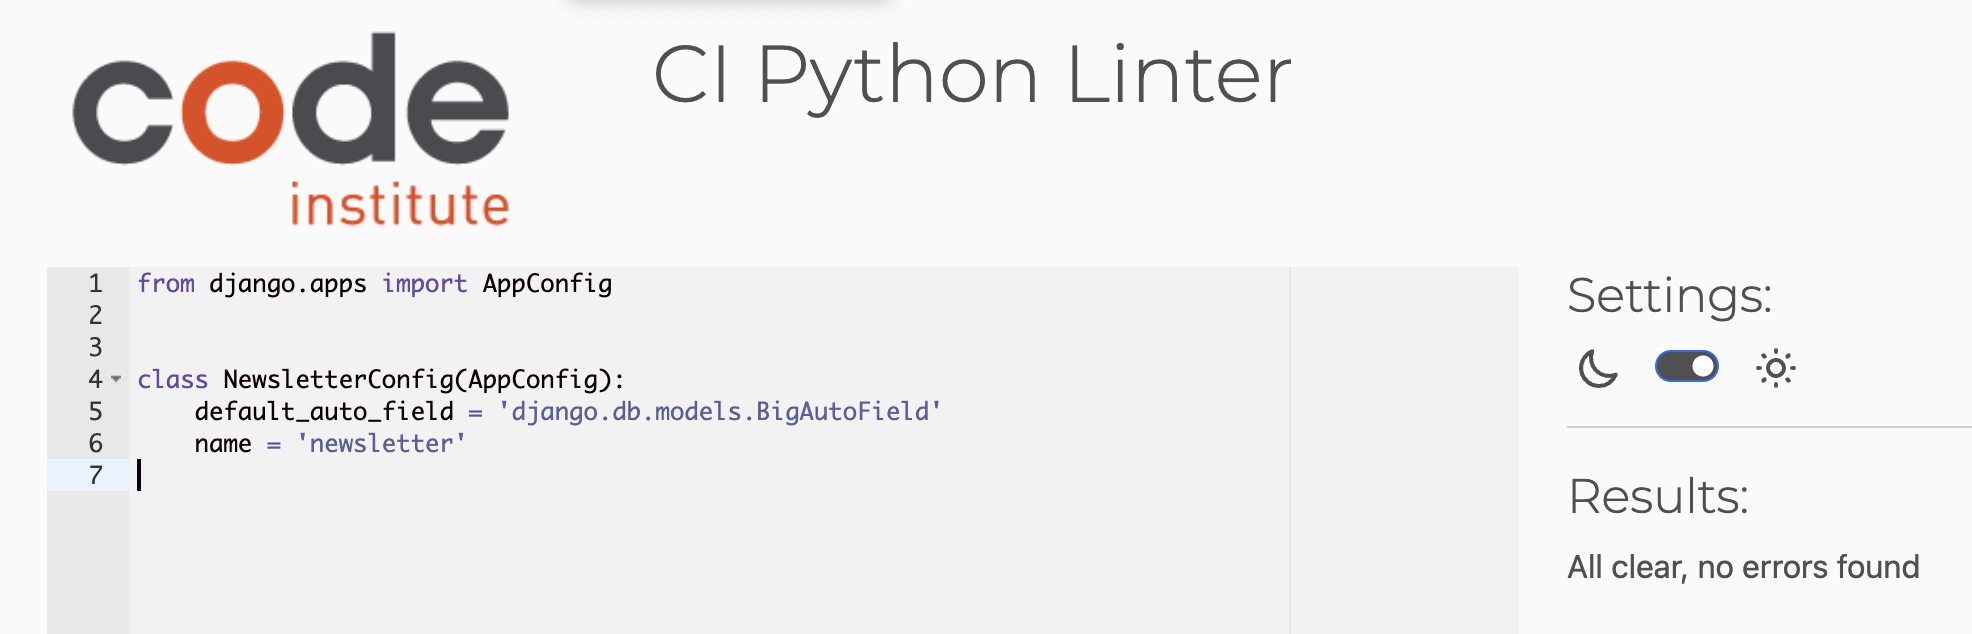 code
institute
CI Python Linter
1 from django.apps import AppConfig
2
3
4 class NewsletterConfig(AppConfig):
5     default_auto_field = 'django.db.models.BigAutoField'
6     name = 'newsletter'
7
Settings:
Results:
All clear, no errors found